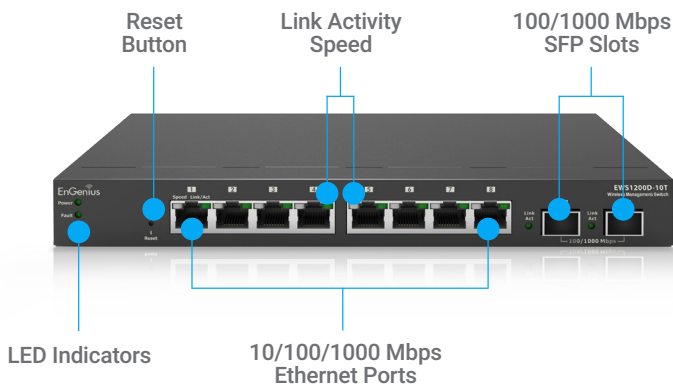 Reset
Button
Link Activity
Speed
100/1000 Mbps
SFP Slots
EnGenius
EWS1200D-10T
Wireless Management Switch
1 2 3 4 5 6 7 8
Speed Link/Act
Power
Fault
Reset
Link
Act
Link
Act
100/1000 Mbps
LED Indicators
10/100/1000 Mbps
Ethernet Ports